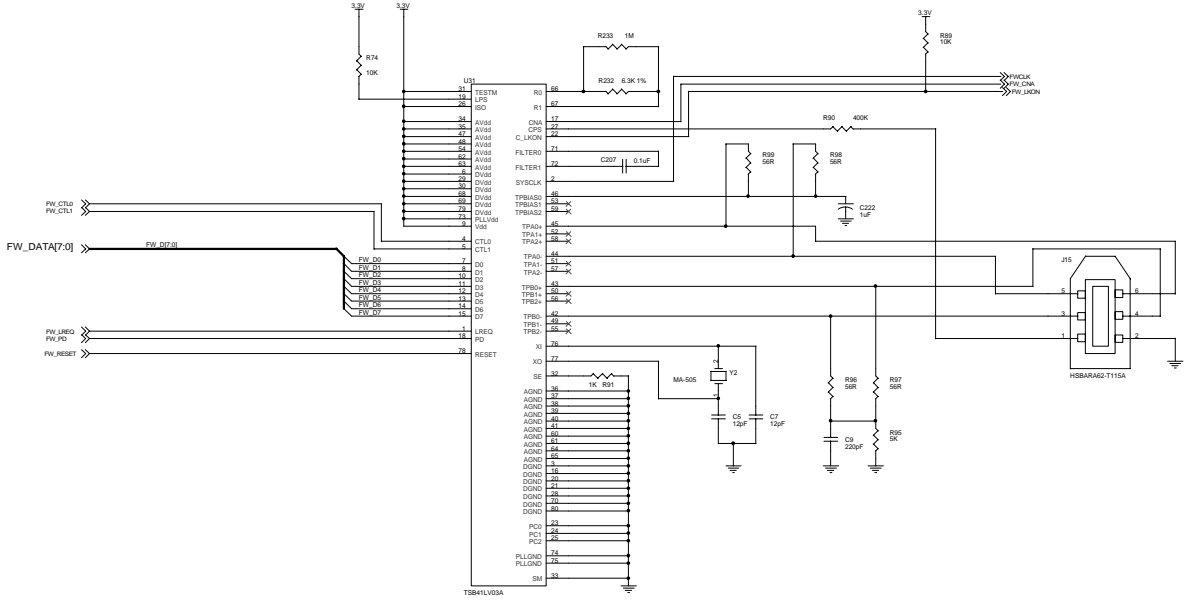 3.3V
3.3V
R74
10K
R233 1M
R232 6.3K 1%
3.3V
R89
10K
FWCLK
FW_CNA
FW_LKON
R90 400K
R99
56R
R98
56R
C207 0.1uF
C222
1uF
U31
31 TESTM
19 LPS
26 ISO
34 AVdd
35 AVdd
47 AVdd
48 AVdd
54 AVdd
62 AVdd
63 AVdd
6 DVdd
29 DVdd
30 DVdd
68 DVdd
69 DVdd
79 DVdd
73 PLLVdd
9 Vdd
4 CTL0
5 CTL1
7 D0
8 D1
10 D2
11 D3
12 D4
13 D5
14 D6
15 D7
1 LREQ
18 PD
78 RESET
R0 66
R1 67
CNA 17
CPS 27
C_LKON 22
FILTER0 71
FILTER1 72
SYSCLK 2
TPBIAS0 46
TPBIAS1 53
TPBIAS2 59
TPA0+ 45
TPA1+ 52
TPA2+ 58
TPA0- 44
TPA1- 51
TPA2- 57
TPB0+ 43
TPB1+ 50
TPB2+ 56
TPB0- 42
TPB1- 49
TPB2- 55
XI 76
XO 77
SE 32
AGND 36
AGND 37
AGND 38
AGND 39
AGND 40
AGND 41
AGND 60
AGND 61
AGND 64
AGND 65
DGND 3
DGND 16
DGND 20
DGND 21
DGND 28
DGND 70
DGND 80
PC0 23
PC1 24
PC2 25
PLLGND 74
PLLGND 75
SM 33
TSB41LV03A
FW_CTL0
FW_CTL1
FW_DATA[7:0]
FW_D[7:0]
FW_D0
FW_D1
FW_D2
FW_D3
FW_D4
FW_D5
FW_D6
FW_D7
FW_LREQ
FW_PD
FW_RESET
1K R91
MA-505
2
Y2
1
C5
12pF
C7
12pF
R96
56R
R97
56R
C9
220pF
R95
5K
J15
5 6
3 4
1 2
HSBARA62-T115A